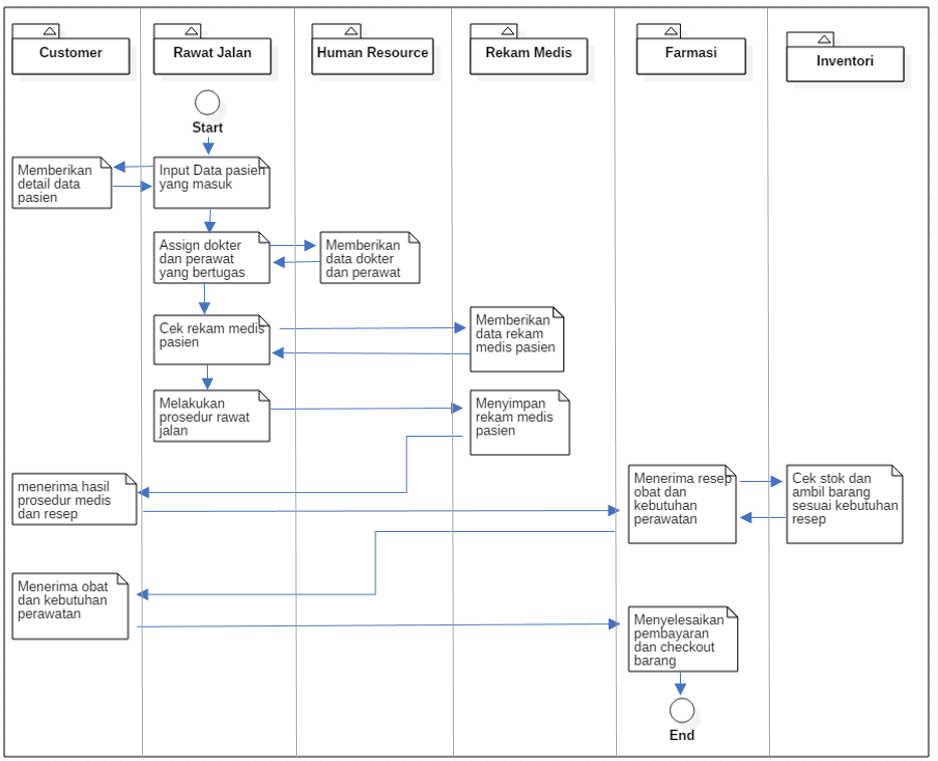 Customer
Rawat Jalan
Human Resource
Rekam Medis
Farmasi
Inventori
Start
Memberikan
detail data
pasien
Input Data pasien
yang masuk
Assign dokter
dan perawat
yang bertugas
Memberikan
data dokter
dan perawat
Cek rekam medis
pasien
Memberikan
data rekam
medis pasien
Melakukan
prosedur rawat
jalan
Menyimpan
rekam medis
pasien
menerima hasil
prosedur medis
dan resep
Menerima resep
obat dan
kebutuhan
perawatan
Cek stok dan
ambil barang
sesuai kebutuhan
resep
Menerima obat
dan kebutuhan
perawatan
Menyelesaikan
pembayaran
dan checkout
barang
End